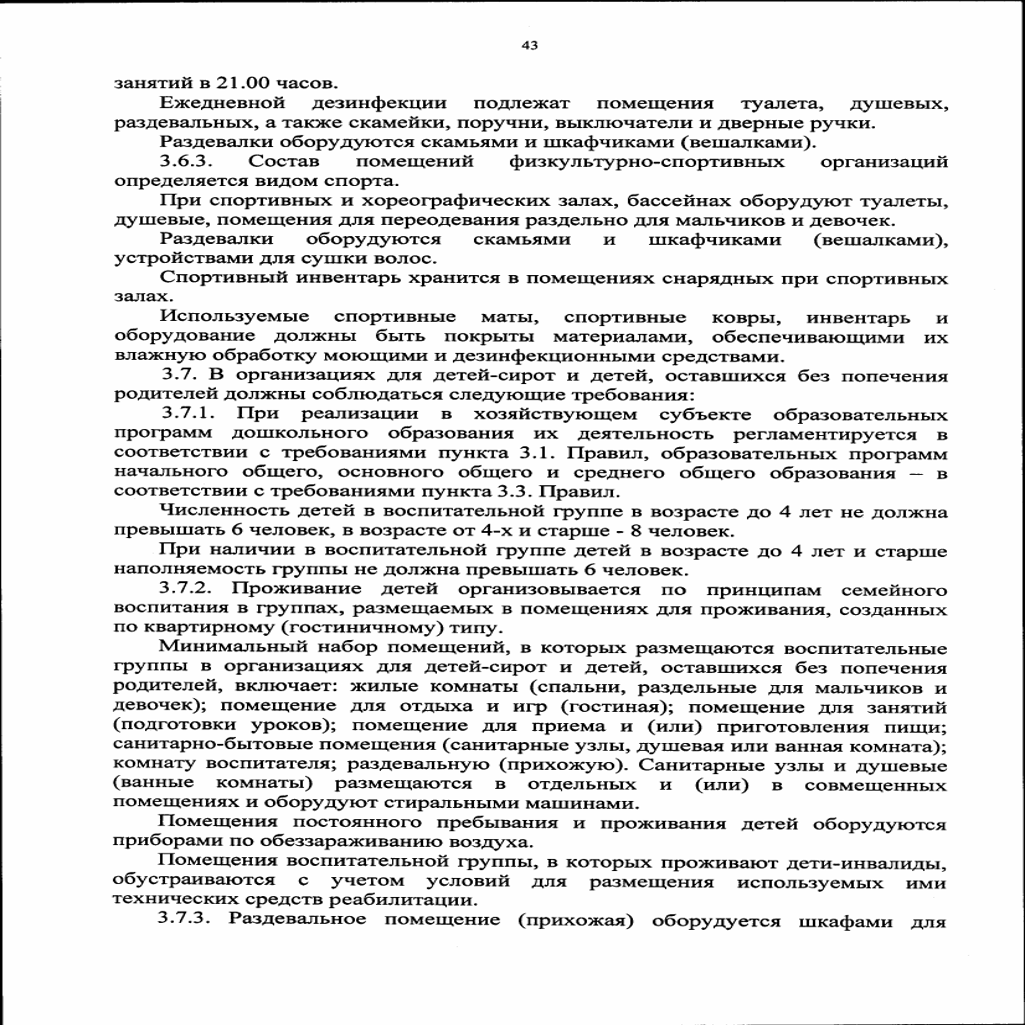 43
занятий в 21.00 часов.
Ежедневной дезинфекции подлежат помещения туалета, душевых,
раздевальных, а также скамейки, поручни, выключатели и дверные ручки.
Раздевалки оборудуются скамьями и шкафчиками (вешалками).
3.6.3. Состав помещений физкультурно-спортивных организаций
определяется видом спорта.
При спортивных и хореографических залах, бассейнах оборудуют туалеты,
душевые, помещения для переодевания раздельно для мальчиков и девочек.
Раздевалки оборудуются скамьями и шкафчиками (вешалками),
устройствами для сушки волос.
Спортивный инвентарь хранится в помещениях снарядных при спортивных
залах.
Используемые спортивные маты, спортивные ковры, инвентарь и
оборудование должны быть покрыты материалами, обеспечивающими их
влажную обработку моющими и дезинфекционными средствами.
3.7. В организациях для детей-сирот и детей, оставшихся без попечения
родителей должны соблюдаться следующие требования:
3.7.1. При реализации в хозяйствующем субъекте образовательных
программ дошкольного образования их деятельность регламентируется в
соответствии с требованиями пункта 3.1. Правил, образовательных программ
начального общего, основного общего и среднего общего образования – в
соответствии с требованиями пункта 3.3. Правил.
Численность детей в воспитательной группе в возрасте до 4 лет не должна
превышать 6 человек, в возрасте от 4-х и старше - 8 человек.
При наличии в воспитательной группе детей в возрасте до 4 лет и старше
наполняемость группы не должна превышать 6 человек.
3.7.2. Проживание детей организовывается по принципам семейного
воспитания в группах, размещаемых в помещениях для проживания, созданных
по квартирному (гостиничному) типу.
Минимальный набор помещений, в которых размещаются воспитательные
группы в организациях для детей-сирот и детей, оставшихся без попечения
родителей, включает: жилые комнаты (спальни, раздельные для мальчиков и
девочек); помещение для отдыха и игр (гостиная); помещение для занятий
(подготовки уроков); помещение для приема и (или) приготовления пищи;
санитарно-бытовые помещения (санитарные узлы, душевая или ванная комната);
комнату воспитателя; раздевальную (прихожую). Санитарные узлы и душевые
(ванные комнаты) размещаются в отдельных и (или) в совмещенных
помещениях и оборудуют стиральными машинами.
Помещения постоянного пребывания и проживания детей оборудуются
приборами по обеззараживанию воздуха.
Помещения воспитательной группы, в которых проживают дети-инвалиды,
обустраиваются с учетом условий для размещения используемых ими
технических средств реабилитации.
3.7.3. Раздевальное помещение (прихожая) оборудуется шкафами для